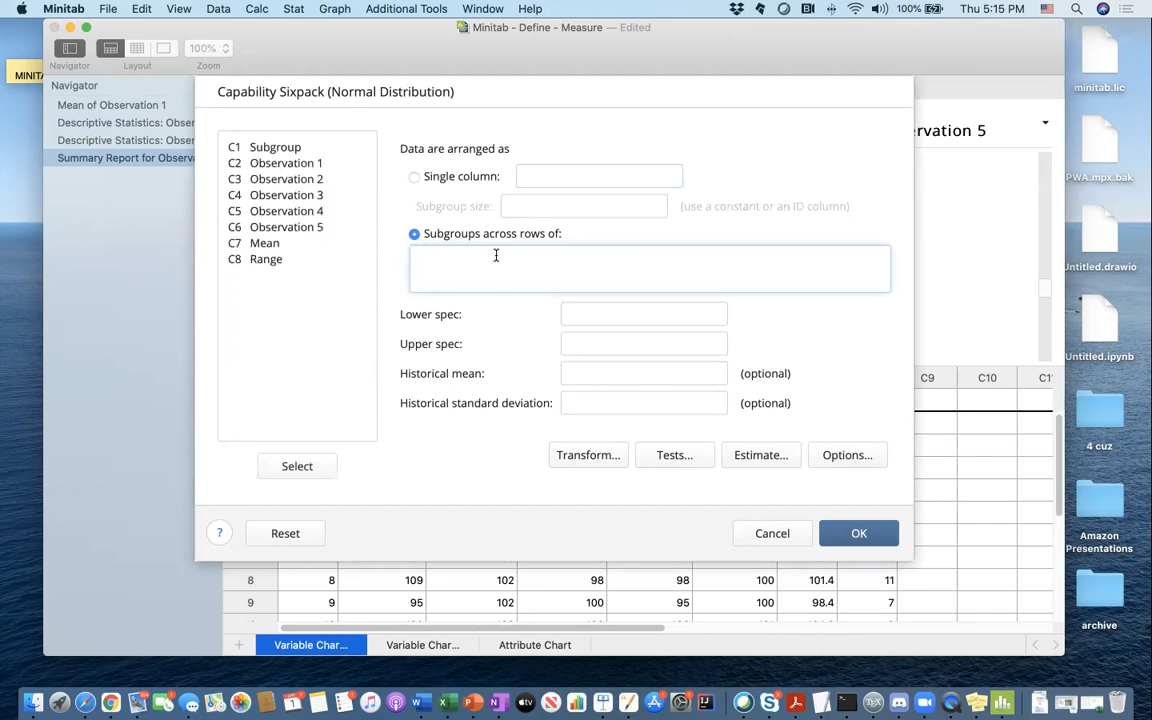 Minitab File Edit View Data Calc Stat Graph Additional Tools Window Help 100% Thu 5:15 PM
Minitab - Define - Measure — Edited
100%
Navigator Layout Zoom
MINITA
Navigator
Mean of Observation 1
Descriptive Statistics: Obser
Descriptive Statistics: Obser
Summary Report for Observa
Capability Sixpack (Normal Distribution)
C1 Subgroup
C2 Observation 1
C3 Observation 2
C4 Observation 3
C5 Observation 4
C6 Observation 5
C7 Mean
C8 Range
Select
Data are arranged as
Single column:
Subgroup size: (use a constant or an ID column)
Subgroups across rows of:
Lower spec:
Upper spec:
Historical mean: (optional)
Historical standard deviation: (optional)
Transform... Tests... Estimate... Options...
? Reset Cancel OK
rvation 5
C9 C10 C1
8 8 109 102 98 98 100 101.4 11
9 9 95 102 100 95 100 98.4 7
+ Variable Char... Variable Char... Attribute Chart
minitab.lic
PWA.mpx.bak
Untitled.drawio
Untitled.ipynb
4 cuz
Amazon
Presentations
archive